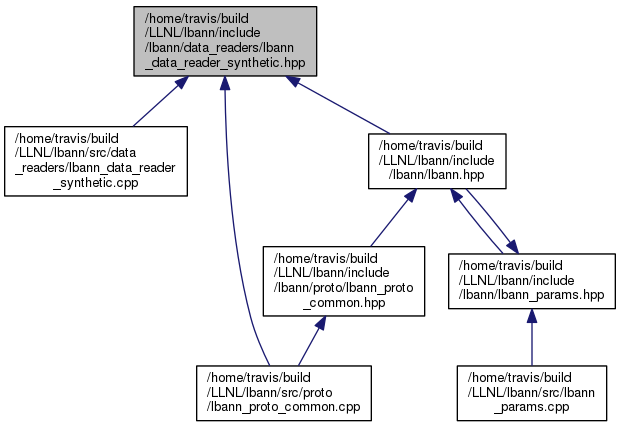 /home/travis/build
/LLNL/lbann/include
/lbann/data_readers/lbann
_data_reader_synthetic.hpp
/home/travis/build
/LLNL/lbann/src/data
_readers/lbann_data_reader
_synthetic.cpp
/home/travis/build
/LLNL/lbann/include
/lbann/lbann.hpp
/home/travis/build
/LLNL/lbann/include
/lbann/proto/lbann_proto
_common.hpp
/home/travis/build
/LLNL/lbann/include
/lbann/lbann_params.hpp
/home/travis/build
/LLNL/lbann/src/proto
/lbann_proto_common.cpp
/home/travis/build
/LLNL/lbann/src/lbann
_params.cpp